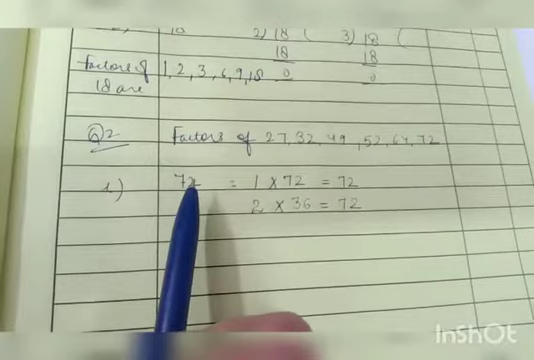 18 2) 18 ( 3) 18 (
18 18
Factors of 1, 2, 3, 6, 9, 18 0 0
18 are
Q2 Factors of 27, 32, 49, 52, 64, 72
1) 72 = 1 × 72 = 72
2 × 36 = 72
InShOt